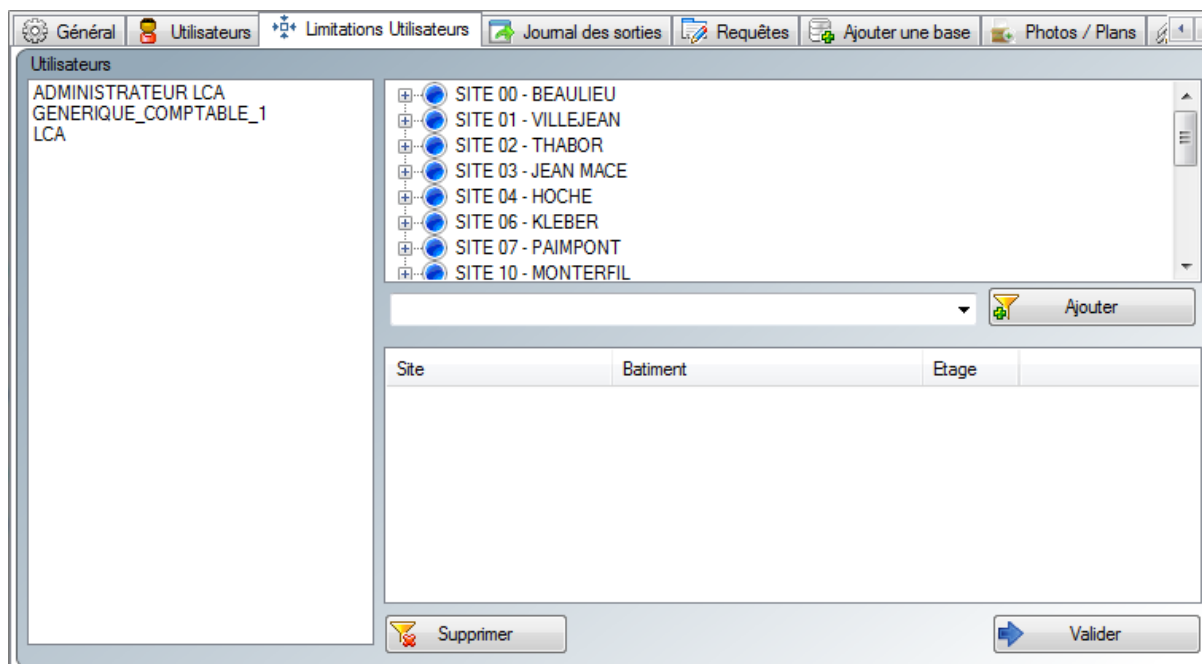 Général Utilisateurs Limitations Utilisateurs Journal des sorties Requêtes Ajouter une base Photos / Plans
Utilisateurs
ADMINISTRATEUR LCA
GENERIQUE_COMPTABLE_1
LCA
SITE 00 - BEAULIEU
SITE 01 - VILLEJEAN
SITE 02 - THABOR
SITE 03 - JEAN MACE
SITE 04 - HOCHE
SITE 06 - KLEBER
SITE 07 - PAIMPONT
SITE 10 - MONTERFIL
Ajouter
Site Batiment Etage
Supprimer Valider